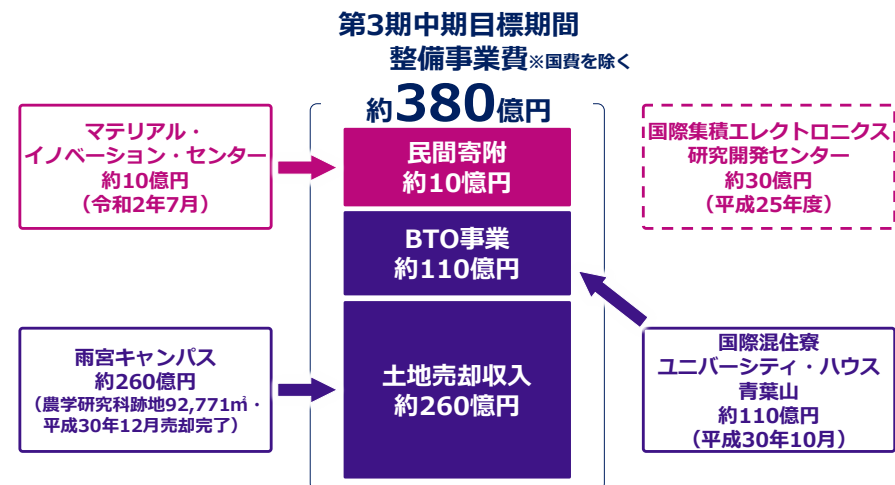 第3期中期目標期間
整備事業費※国費を除く
約380億円
マテリアル・
イノベーション・センター
約10億円
（令和2年7月）
民間寄附
約10憶円
国際集積エレクトロニクス
研究開発センター
約30億円
（平成25年度）
BTO事業
約110億円
雨宮キャンパス
約260億円
（農学研究科跡地92,771㎡・
平成30年12月売却完了）
土地売却収入
約260憶円
国際混住寮
ユニバーシティ・ハウス
青葉山
約110億円
（平成30年10月）